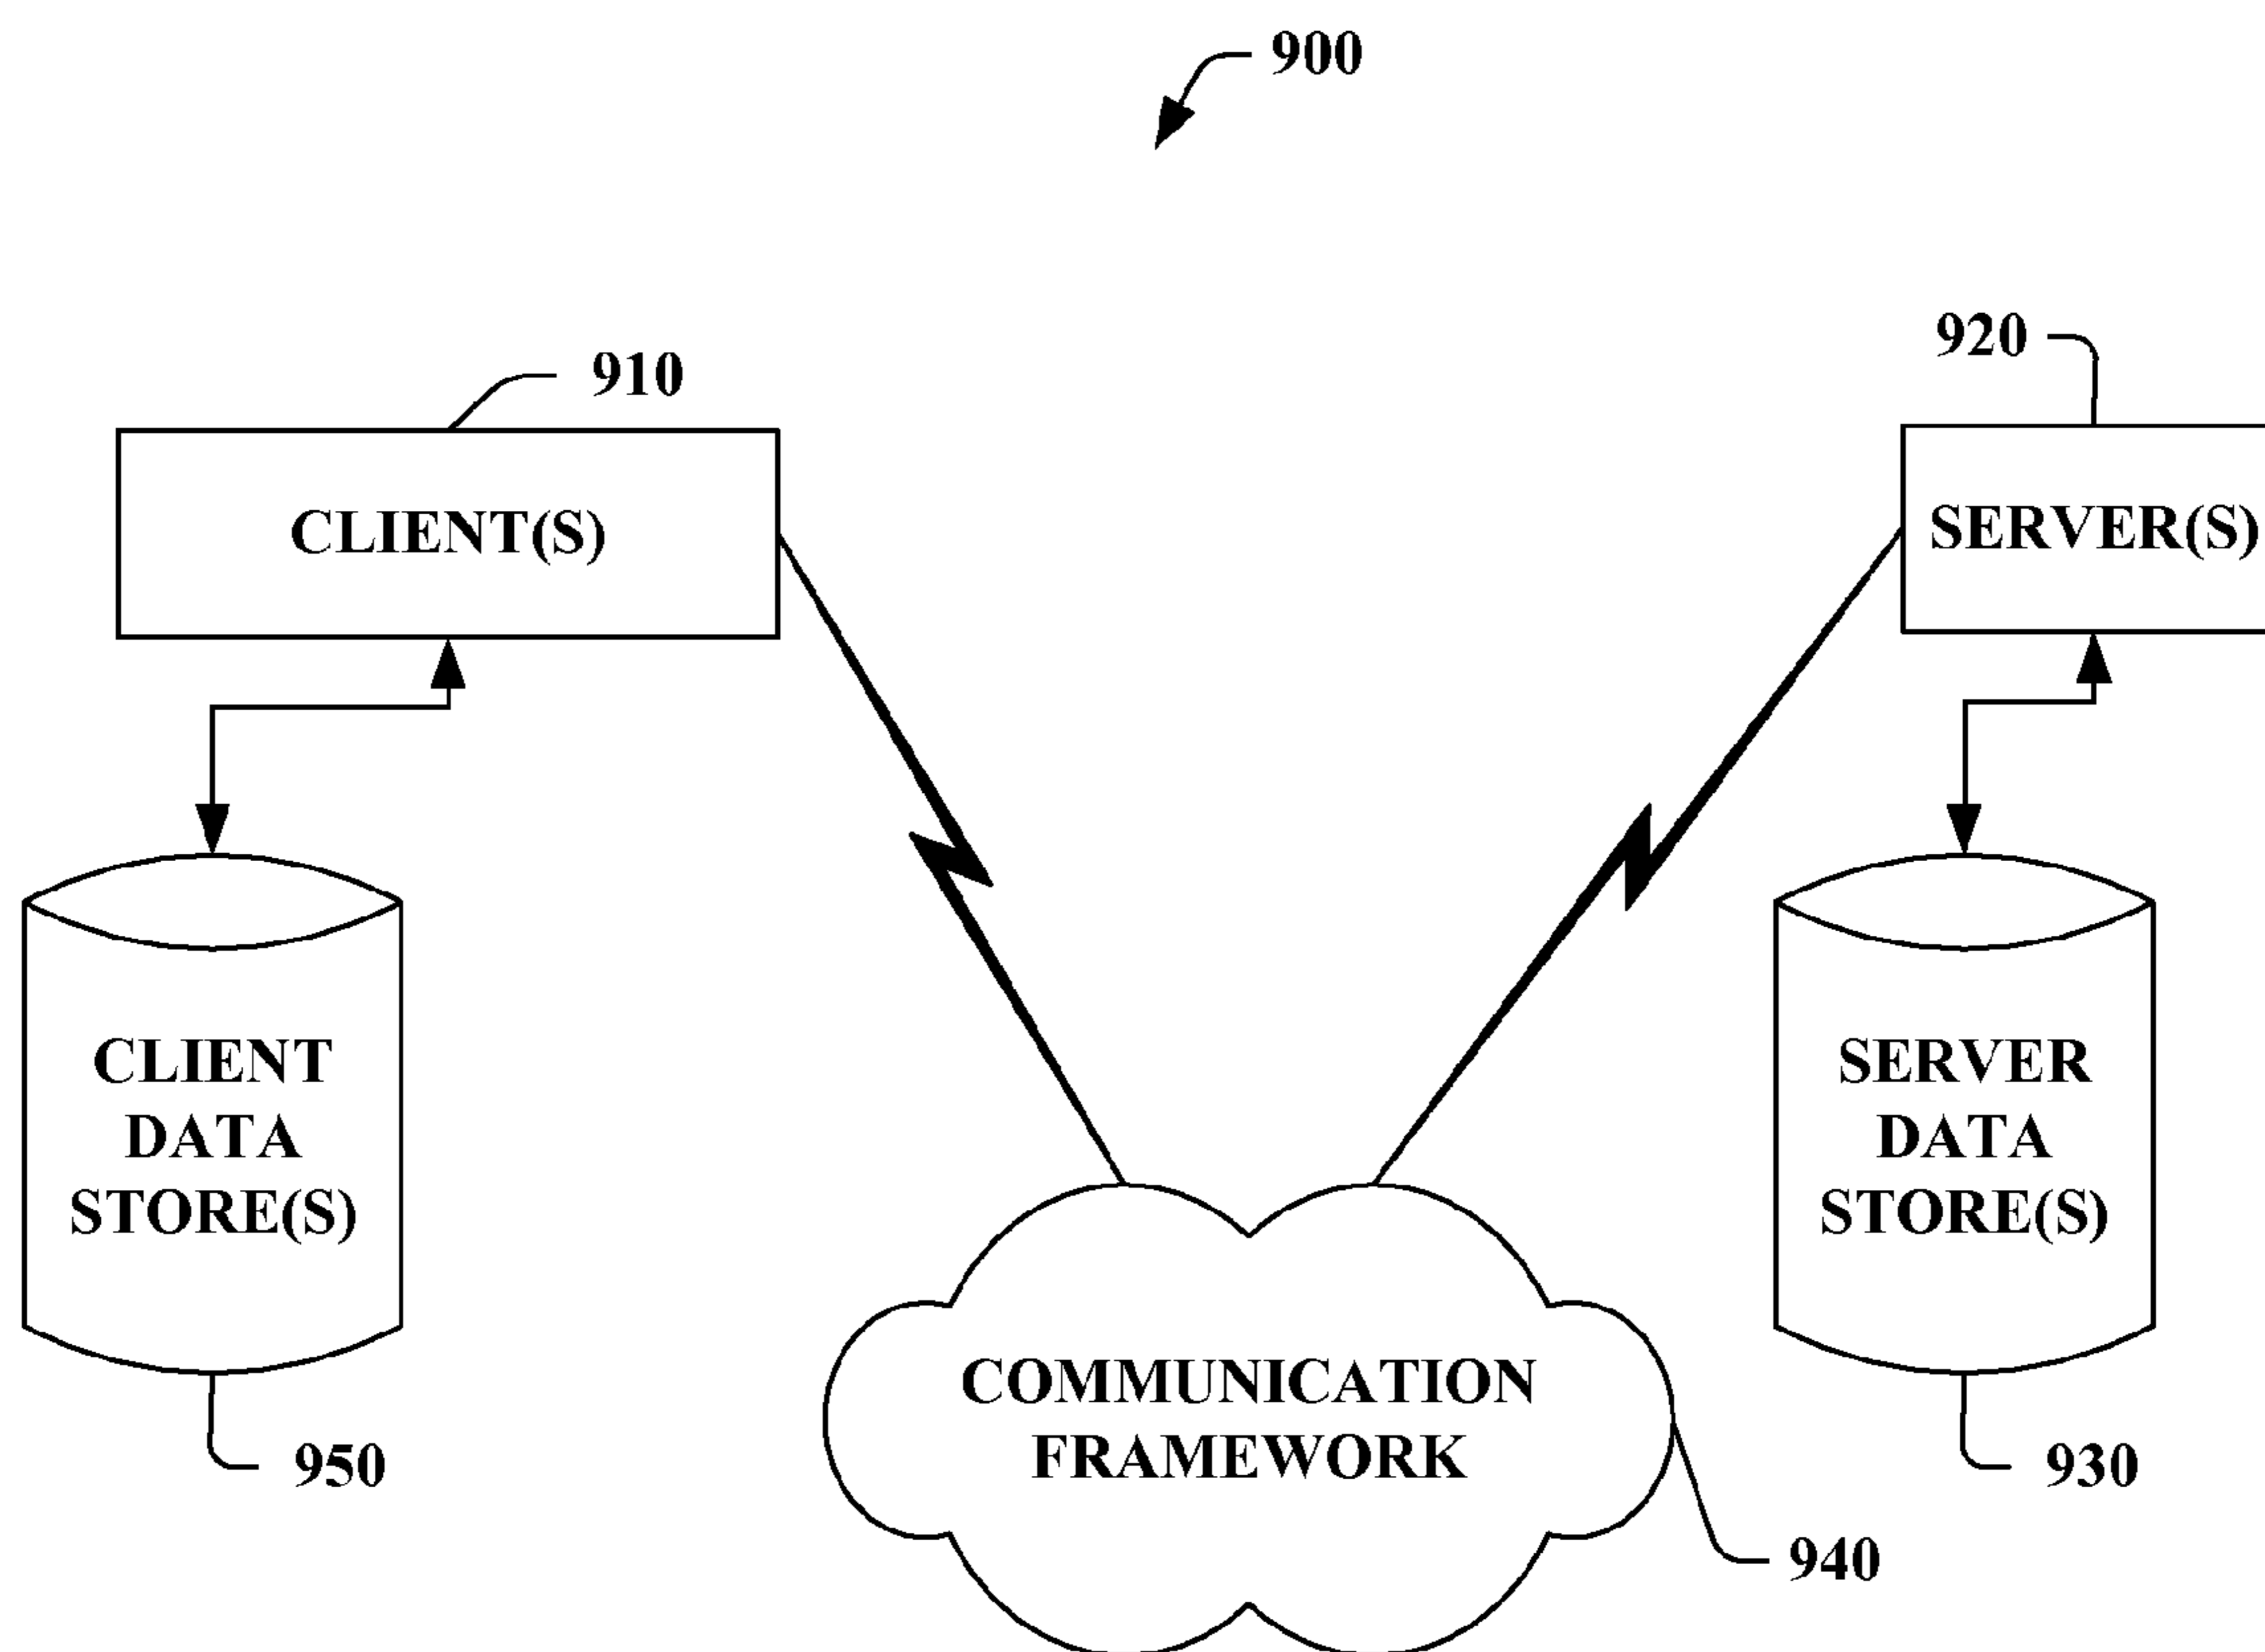 900
910
920
CLIENT(S)
SERVER(S)
CLIENT
DATA
STORE(S)
SERVER
DATA
STORE(S)
COMMUNICATION
FRAMEWORK
950
930
940